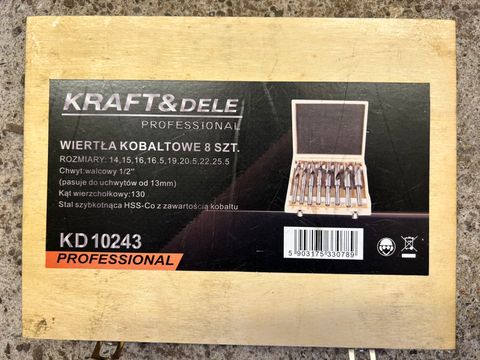 KRAFT&DELE
PROFESSIONAL
WIERTŁA KOBALTOWE 8 SZT.
ROZMIARY: 14,15,16,16.5,19,20.5,22,25.5
Chwyt:walcowy 1/2"
(pasuje do uchwytów od 13mm)
Kąt wierzchołkowy: 130
Stal szybkotnąca HSS-Co z zawartością kobaltu
KD 10243
PROFESSIONAL
5 903175 330789